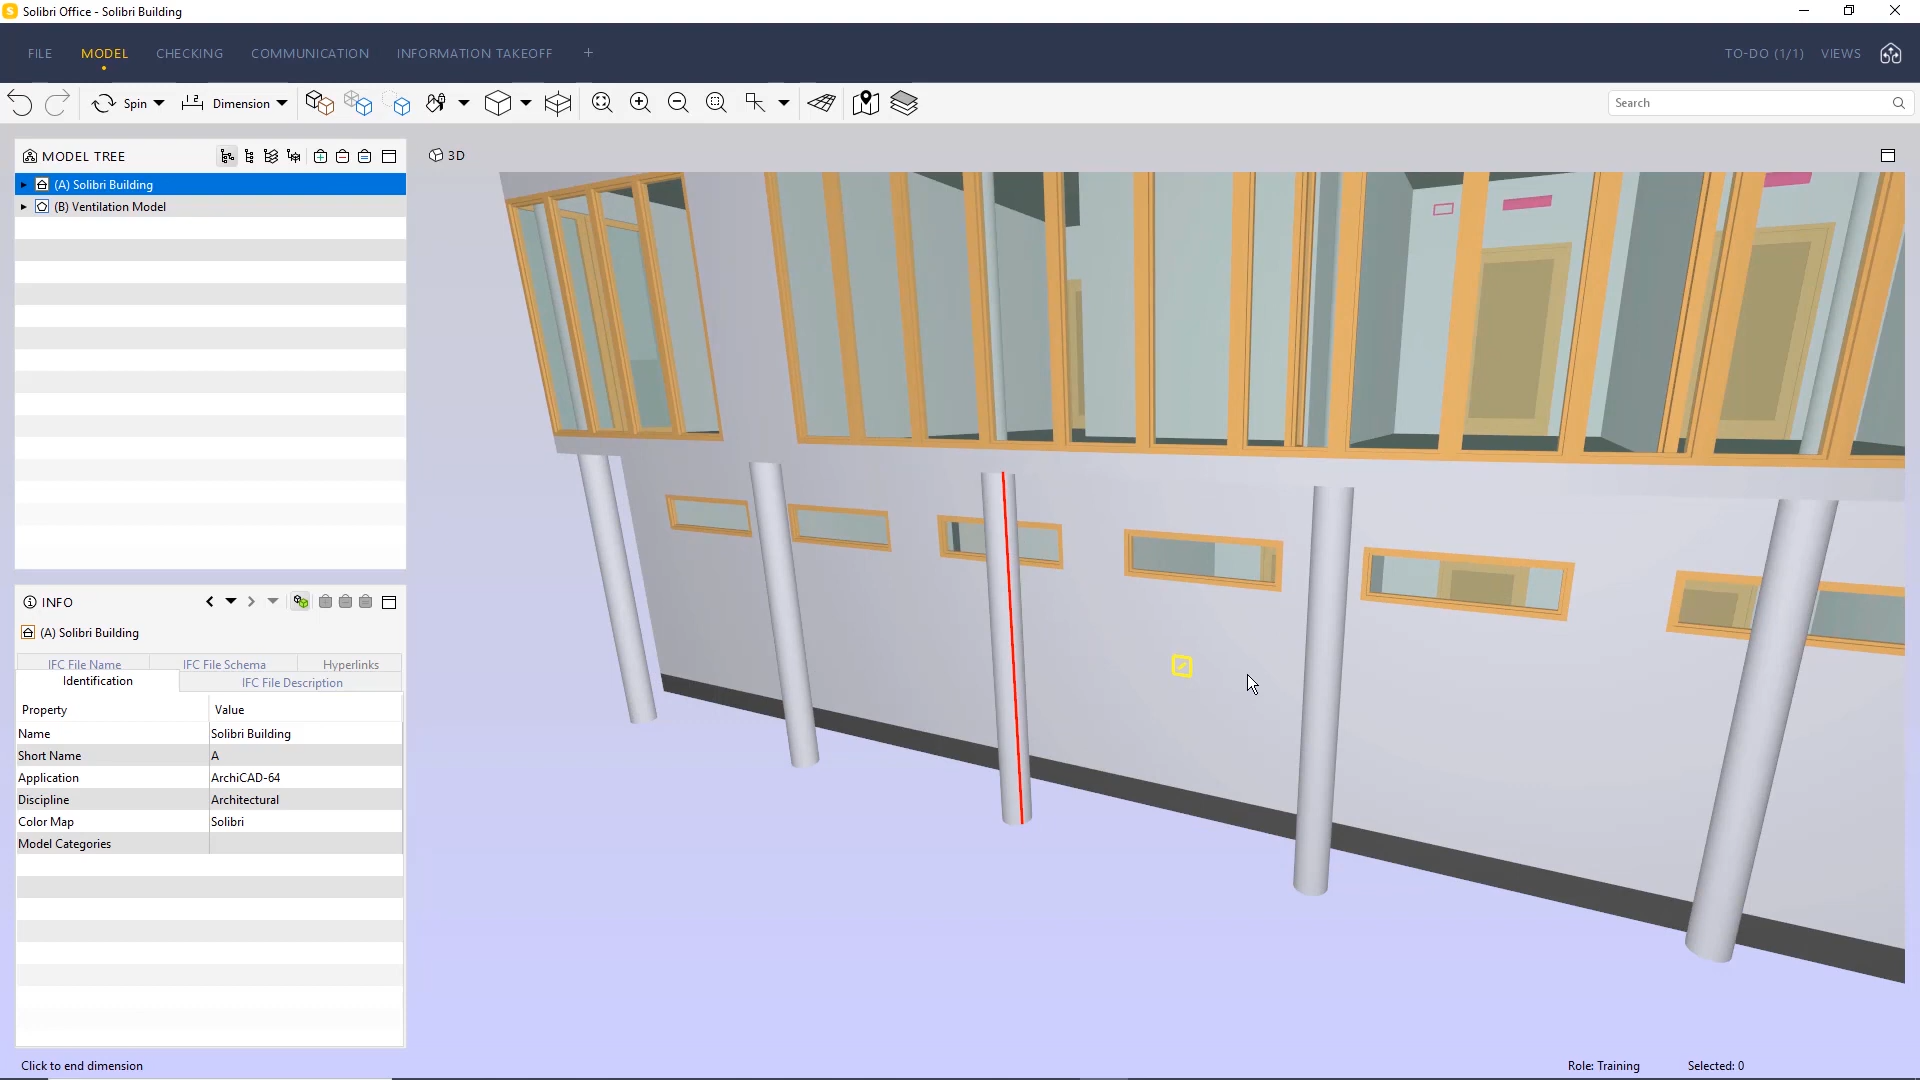 Solibri Office - Solibri Building
FILE MODEL CHECKING COMMUNICATION INFORMATION TAKEOFF + TO-DO (1/1) VIEWS
Spin Dimension Search
MODEL TREE
(A) Solibri Building
(B) Ventilation Model
3D
INFO
(A) Solibri Building
IFC File Name IFC File Schema Hyperlinks
Identification IFC File Description
Property Value
Name Solibri Building
Short Name A
Application ArchiCAD-64
Discipline Architectural
Color Map Solibri
Model Categories
Click to end dimension Role: Training Selected: 0